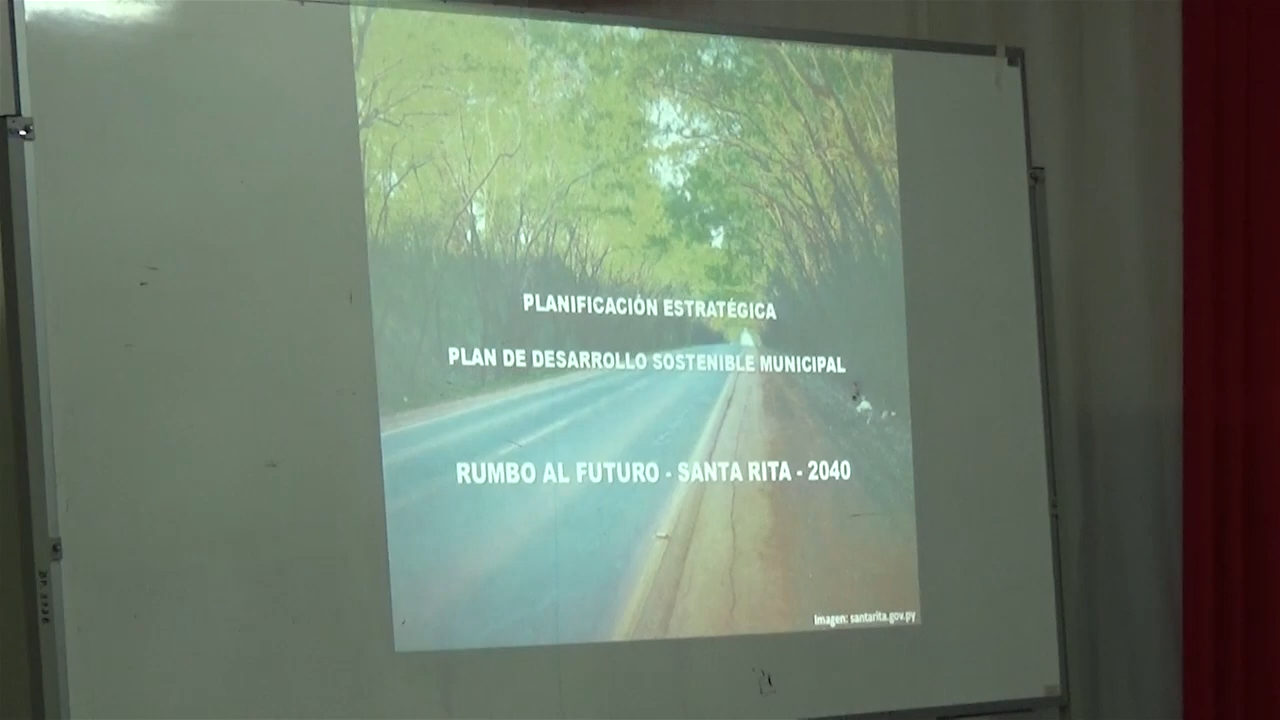 PLANIFICACIÓN ESTRATÉGICA
PLAN DE DESARROLLO SOSTENIBLE MUNICIPAL
RUMBO AL FUTURO - SANTA RITA - 2040
Imagen: santarita.gov.py